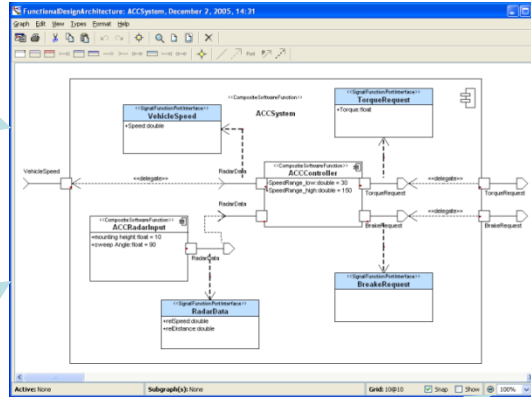 FunctionalDesignArchitecture: ACCSystem, December 2, 2005, 14:31
Graph Edit View Types Format Help
Port
<<CompositeSoftwareFunction>>
ACCSystem
<<SignalFunctionPortInterface>>
VehicleSpeed
+Speed double
<<SignalFunctionPortInterface>>
TorqueRequest
+Torque:float
VehicleSpeed
<<delegate>>
RadarData
<<CompositeSoftwareFunction>>
ACCController
SpeedRange_low:double = 30
SpeedRange_high:double = 150
<<delegate>>
TorqueRequest
TorqueRequest
RadarData
<<delegate>>
BrakeRequest
BrakeRequest
<<CompositeSoftwareFunction>>
ACCRadarInput
+mounting height:float = 10
+sweep Angle:float = 90
RadarData
<<SignalFunctionPortInterface>>
RadarData
+relSpeed:double
+relDistance:double
<<SignalFunctionPortInterface>>
BreakeRequest
Active: None Subgraph(s): None Grid: 10@10 Snap Show 100%